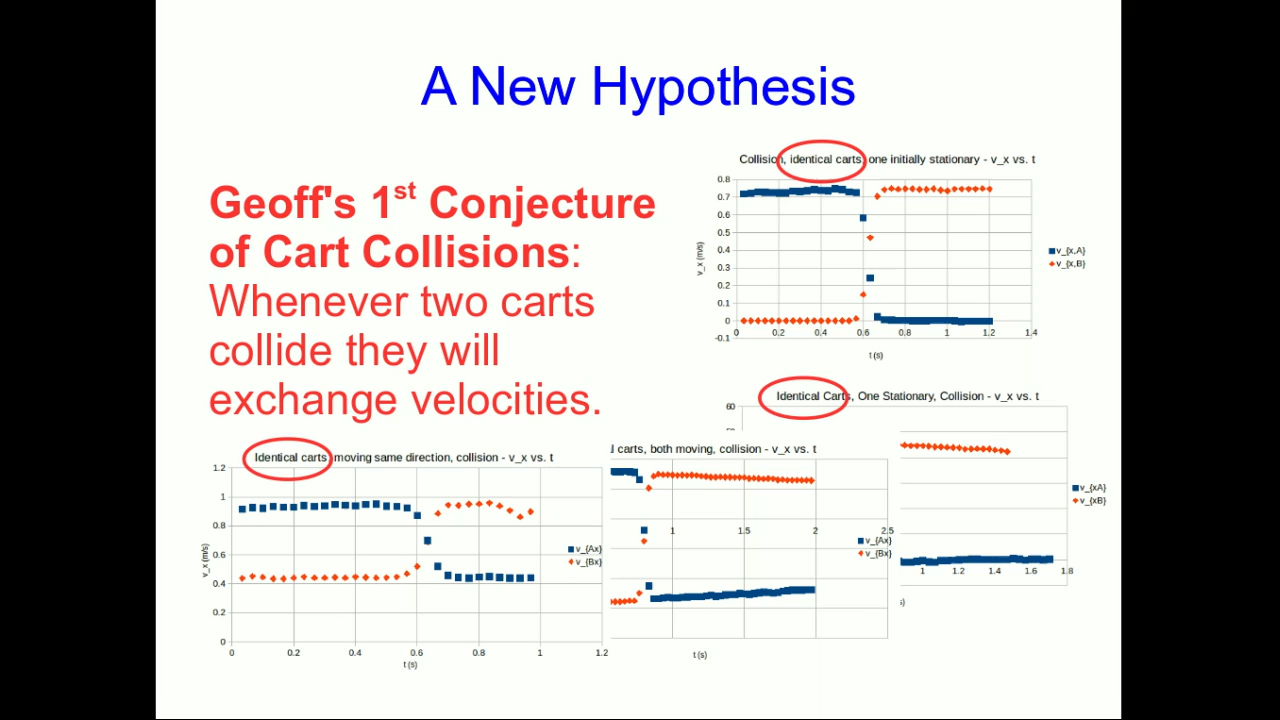 A New Hypothesis
Geoff's 1st Conjecture
of Cart Collisions:
Whenever two carts
collide they will
exchange velocities.
Collision, identical carts, one initially stationary - v_x vs. t
0.8
0.7
0.6
0.5
0.4
0.3
0.2
0.1
0
-0.1
v_x (m/s)
0 0.2 0.4 0.6 0.8 1 1.2 1.4
t (s)
v_{x,A}
v_{x,B}
Identical Carts, One Stationary, Collision - v_x vs. t
60
v_{xA}
v_{xB}
1 1.2 1.4 1.6 1.8
s)
Identical carts, moving same direction, collision - v_x vs. t
1.2
1
0.8
0.6
0.4
0.2
0
v_x (m/s)
0 0.2 0.4 0.6 0.8 1 1.2
t (s)
v_{Ax}
v_{Bx}
l carts, both moving, collision - v_x vs. t
1 1.5 2 2.5
v_{Ax}
v_{Bx}
t (s)